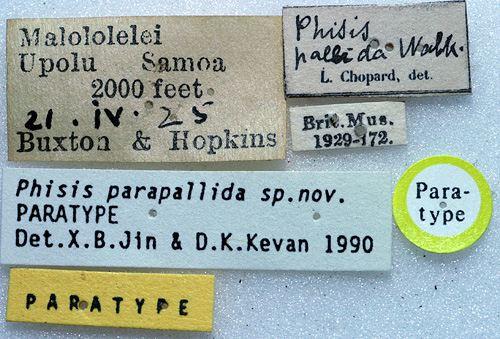 Malololelei
Upolu Samoa
2000 feet
21.iv.25
Buxton & Hopkins
Phisis
pallida Walk.
L. Chopard, det.
Brit.Mus.
1929-172.
Phisis parapallida sp.nov.
PARATYPE
Det.X.B.Jin & D.K.Kevan 1990
Para-
type
PARATYPE